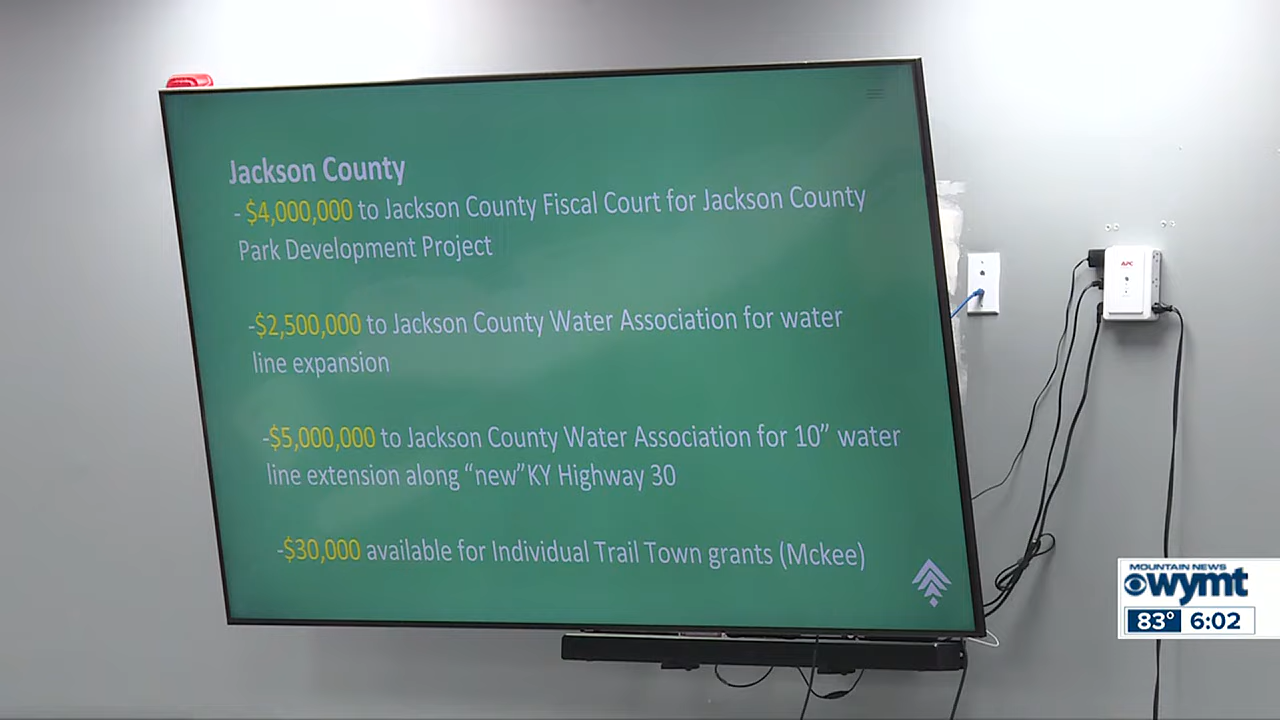 Jackson County
- $4,000,000 to Jackson County Fiscal Court for Jackson County
Park Development Project
-$2,500,000 to Jackson County Water Association for water
line expansion
-$5,000,000 to Jackson County Water Association for 10” water
line extension along “new”KY Highway 30
-$30,000 available for Individual Trail Town grants (Mckee)
APC
MOUNTAIN NEWS
wymt
83° 6:02